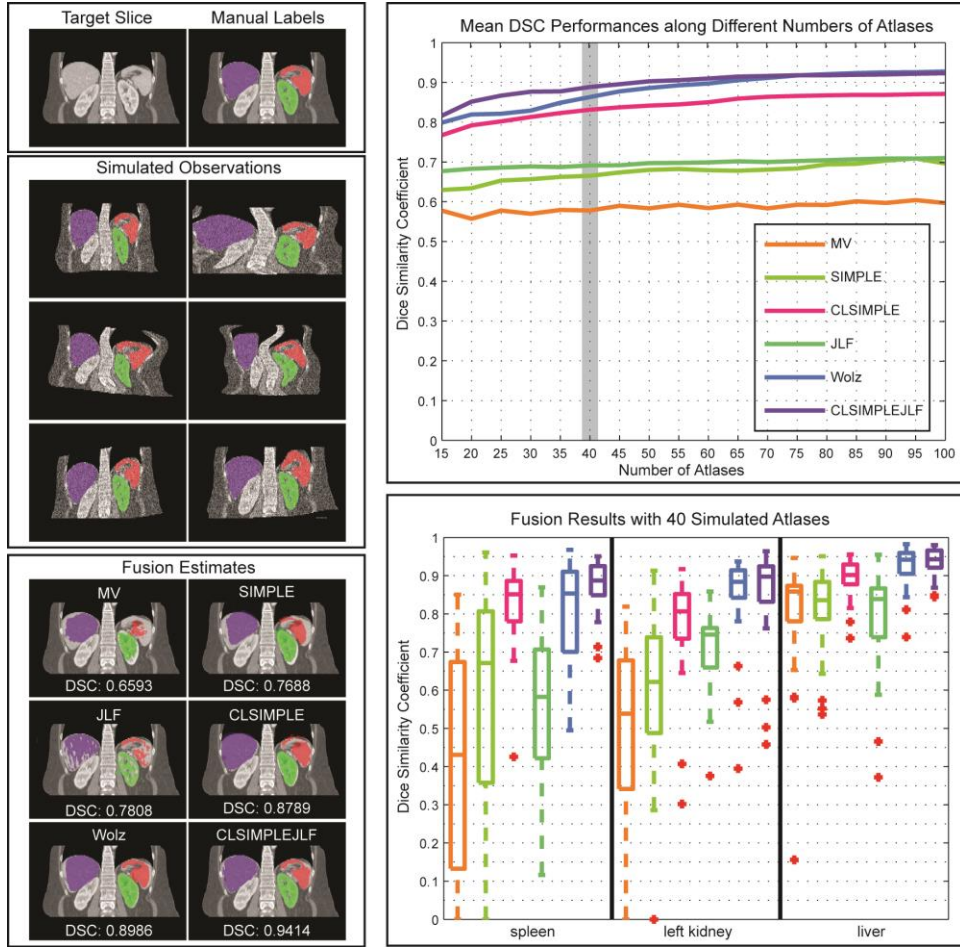 Target Slice
Manual Labels
Simulated Observations
Fusion Estimates
MV
SIMPLE
DSC: 0.6593
DSC: 0.7688
JLF
CLSIMPLE
DSC: 0.7808
DSC: 0.8789
Wolz
CLSIMPLEJLF
DSC: 0.8986
DSC: 0.9414
Mean DSC Performances along Different Numbers of Atlases
Dice Similarity Coefficient
1
0.9
0.8
0.7
0.6
0.5
0.4
0.3
0.2
0.1
0
MV
SIMPLE
CLSIMPLE
JLF
Wolz
CLSIMPLEJLF
15 20 25 30 35 40 45 50 55 60 65 70 75 80 85 90 95 100
Number of Atlases
Fusion Results with 40 Simulated Atlases
Dice Similarity Coefficient
1
0.9
0.8
0.7
0.6
0.5
0.4
0.3
0.2
0.1
0
spleen
left kidney
liver